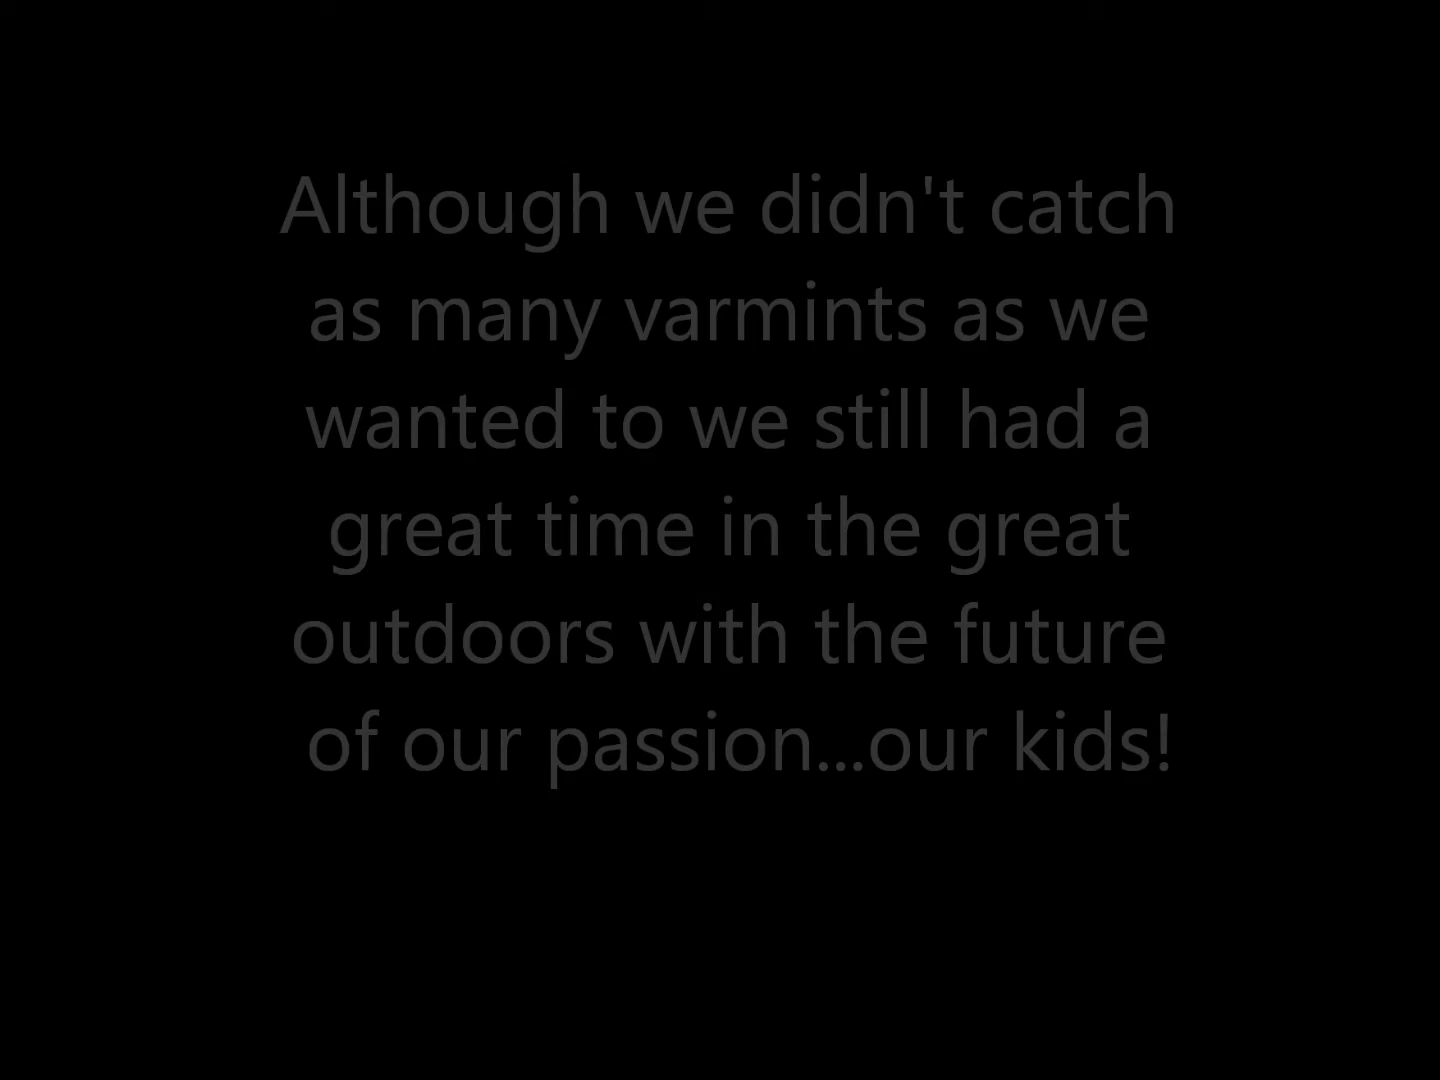 Although we didn't catch
as many varmints as we
wanted to we still had a
great time in the great
outdoors with the future
of our passion...our kids!